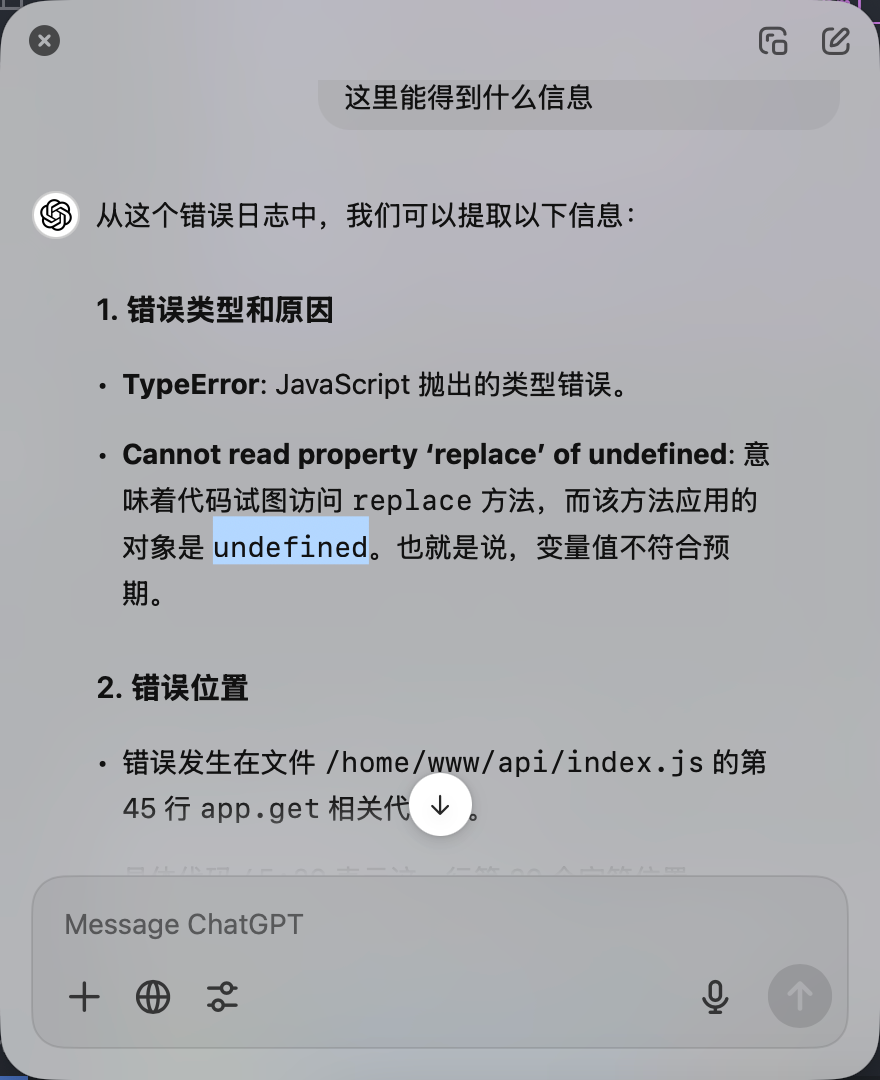 这里能得到什么信息
从这个错误日志中，我们可以提取以下信息：
1. 错误类型和原因
• TypeError: JavaScript 抛出的类型错误。
• Cannot read property ‘replace’ of undefined: 意
味着代码试图访问 replace 方法，而该方法应用的
对象是 undefined。也就是说，变量值不符合预
期。
2. 错误位置
• 错误发生在文件 /home/www/api/index.js 的第
45 行 app.get 相关代。
Message ChatGPT